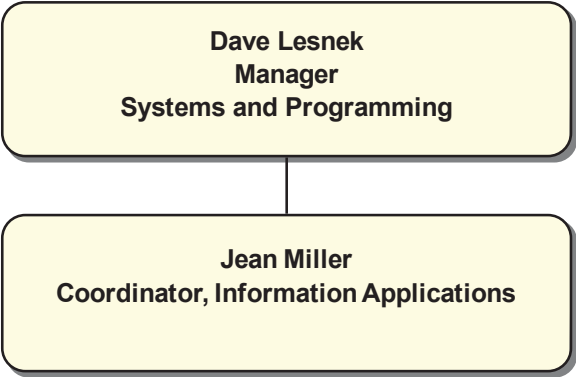 Dave Lesnek
Manager
Systems and Programming
Jean Miller
Coordinator, Information Applications